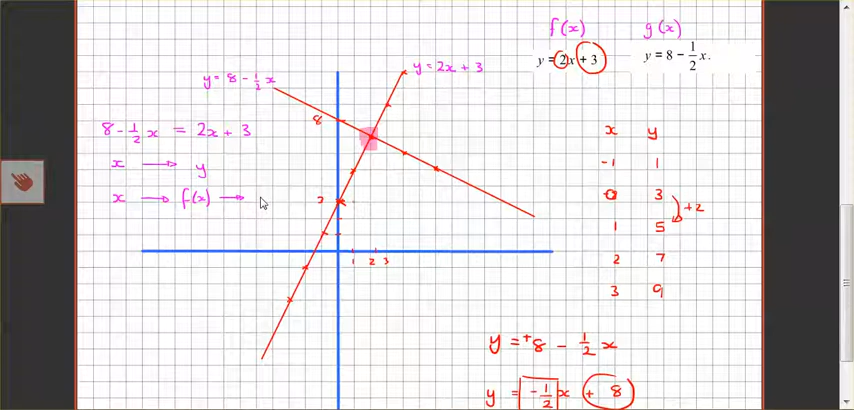 f(x) g(x)
y = 2x + 3 y = 8 − 1/2 x.
y = 8 − 1/2 x
y = 2x + 3
8
8 − 1/2 x = 2x + 3
x → y
x → f(x) →
3
1 2 3
x y
-1 1
0 3
+2
1 5
2 7
3 9
y = +8 − 1/2 x
y = −1/2 x + 8